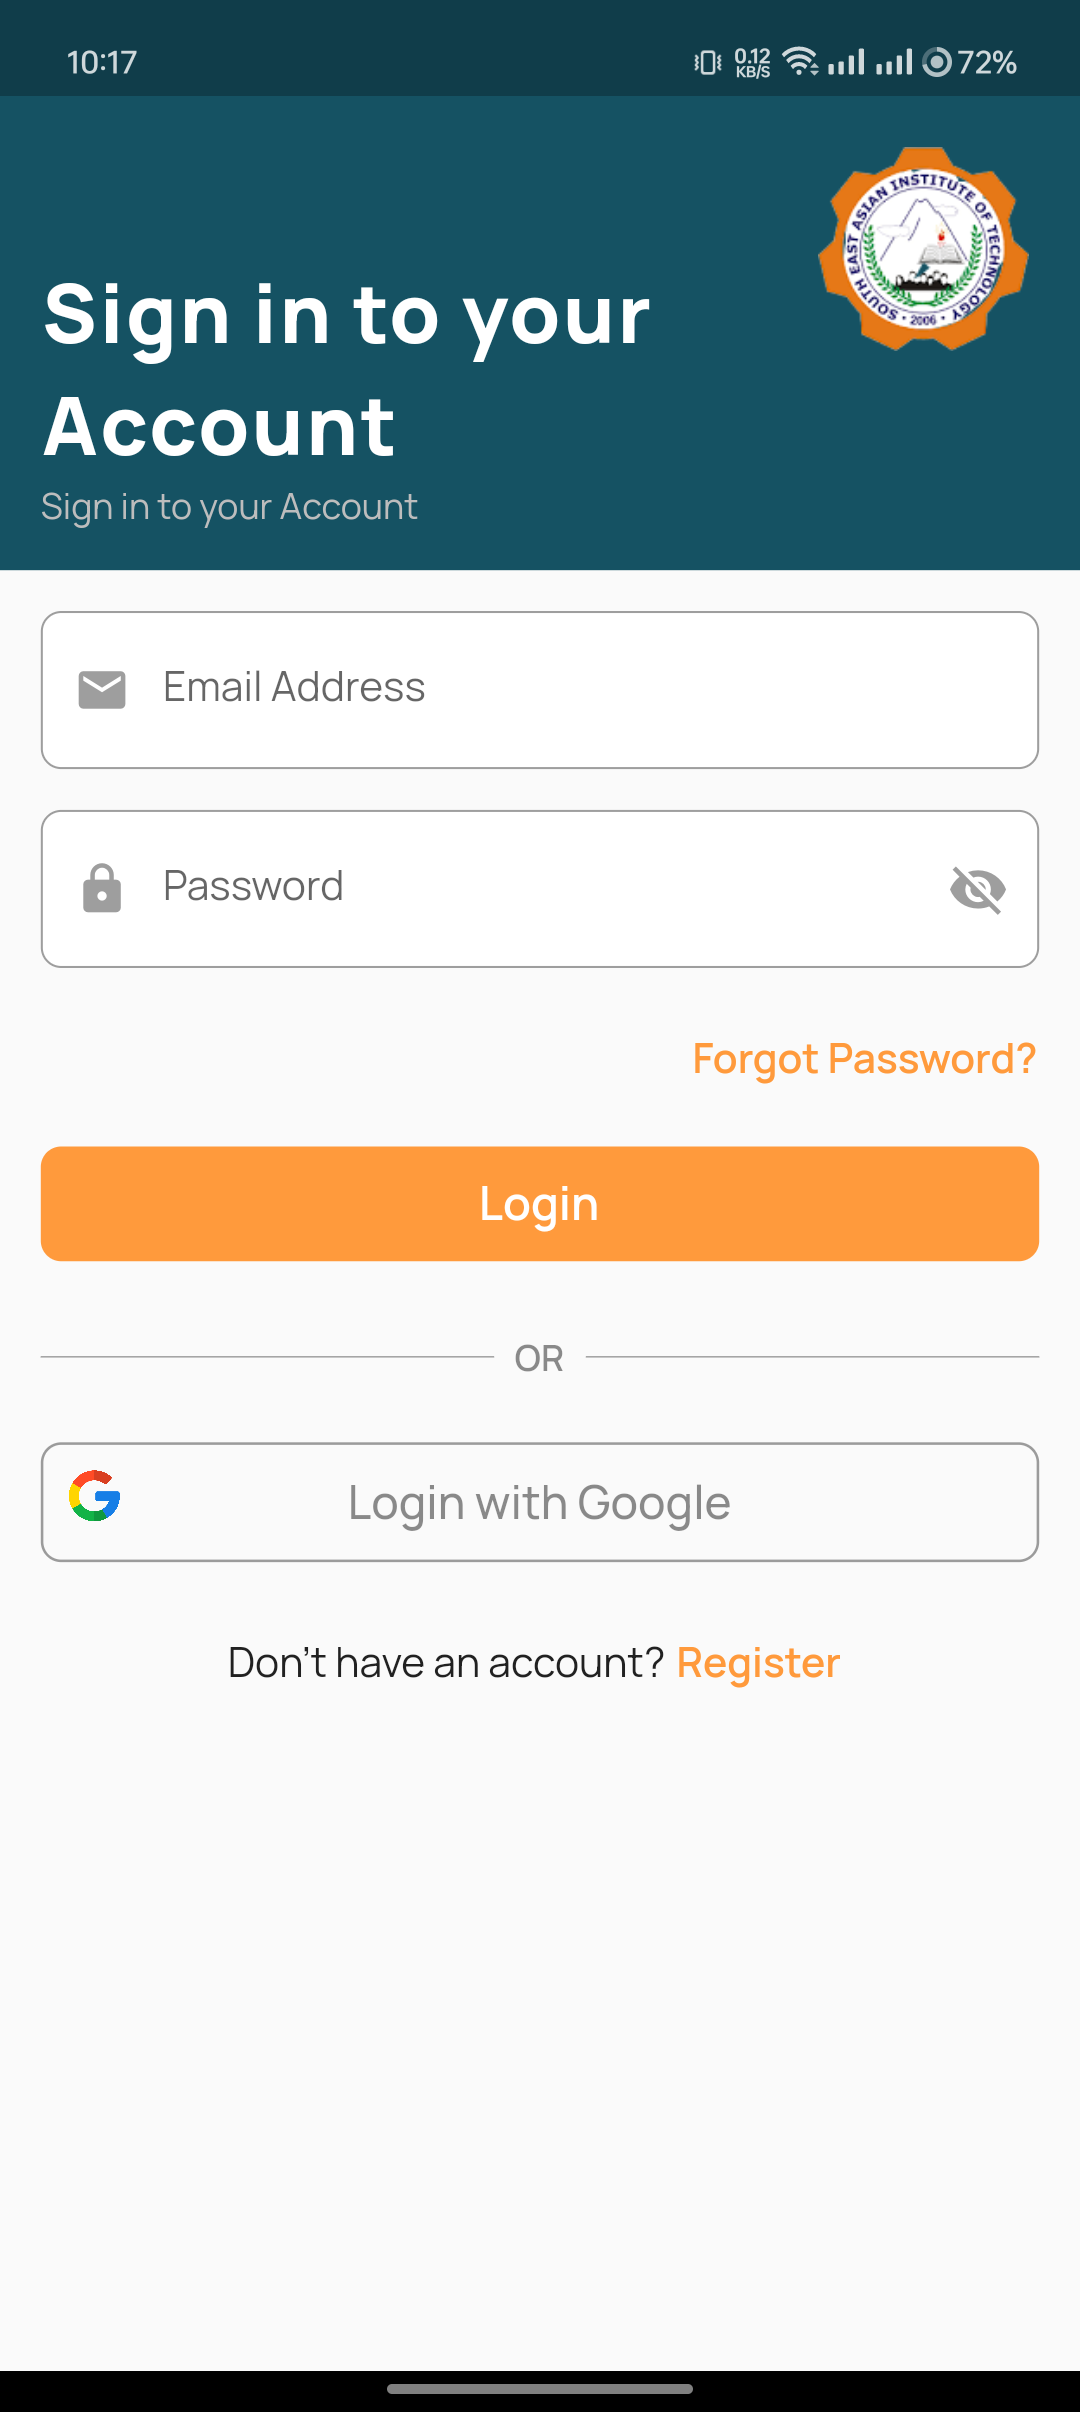 10:17
0.12
KB/S
72%
SOUTH EAST ASIAN INSTITUTE OF TECHNOLOGY
• 2006 •
Sign in to your
Account
Sign in to your Account
Email Address
Password
Forgot Password?
Login
OR
Login with Google
Don't have an account? Register